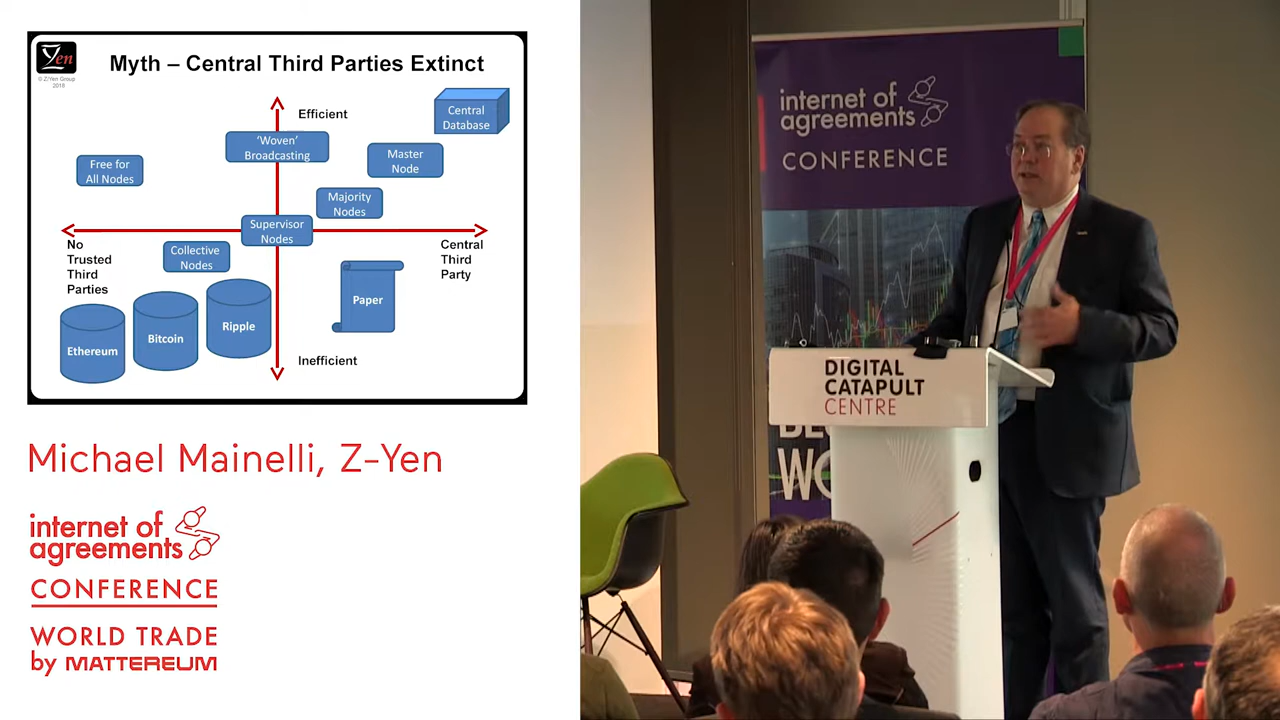 Zen
© Z/Yen Group
2018
Myth – Central Third Parties Extinct
Efficient
Central
Database
'Woven'
Broadcasting
Master
Node
Free for
All Nodes
Majority
Nodes
Supervisor
Nodes
No
Trusted
Third
Parties
Collective
Nodes
Central
Third
Party
Paper
Ripple
Bitcoin
Ethereum
Inefficient
Michael Mainelli, Z-Yen
internet of
agreements
CONFERENCE
WORLD TRADE
by MATTEREUM
internet of
agreements
CONFERENCE
DIGITAL
CATAPULT
CENTRE